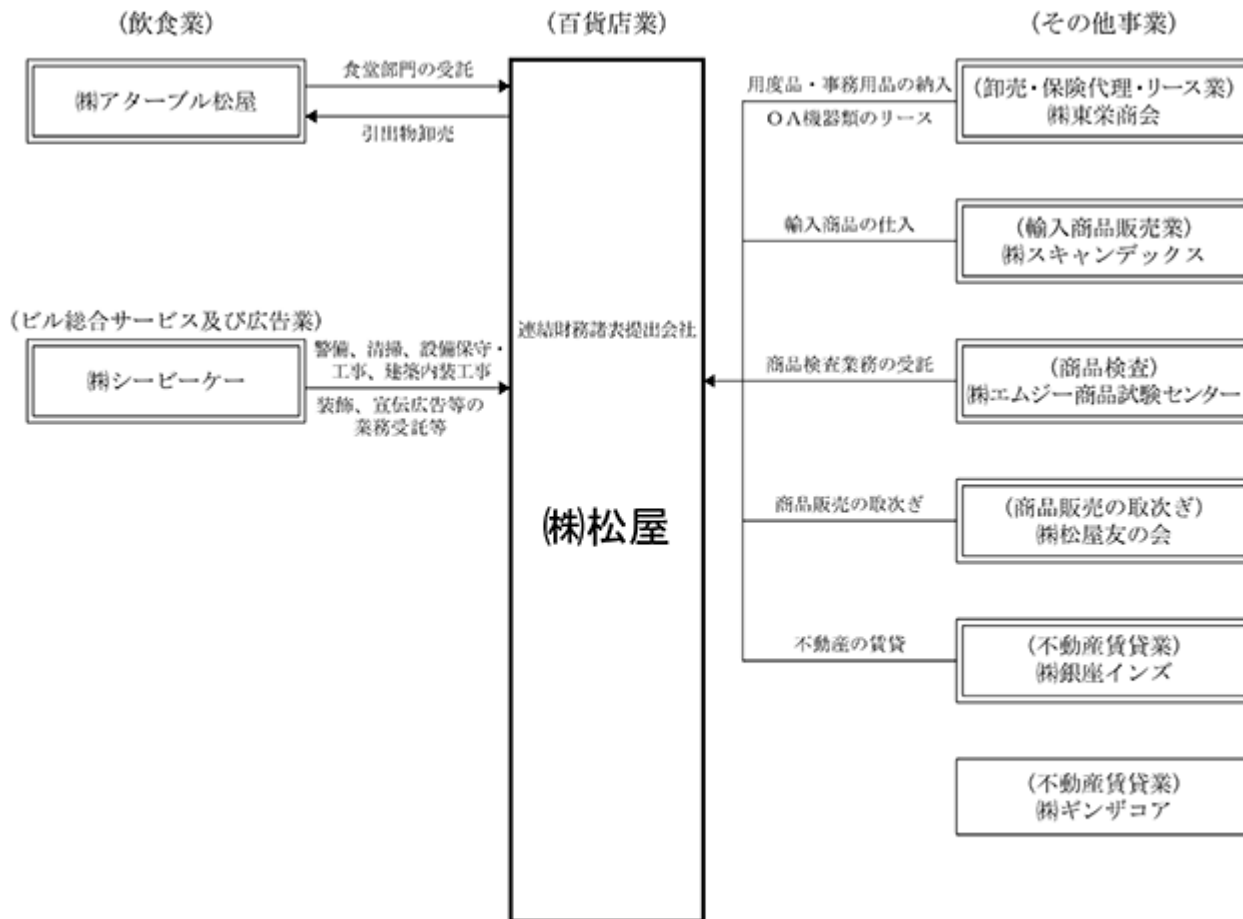 (飲食業)
(百貨店業)
(その他事業)
㈱アターブル松屋
食堂部門の受託
引出物卸売
(ビル総合サービス及び広告業)
㈱シービーケー
警備、清掃、設備保守・
工事、建築内装工事
装飾、宣伝広告等の
業務受託等
連結財務諸表提出会社
㈱松屋
用度品・事務用品の納入
OA機器類のリース
(卸売・保険代理・リース業)
㈱東栄商会
輸入商品の仕入
(輸入商品販売業)
㈱スキャンデックス
商品検査業務の受託
(商品検査)
㈱エムジー商品試験センター
商品販売の取次ぎ
(商品販売の取次ぎ)
㈱松屋友の会
不動産の賃貸
(不動産賃貸業)
㈱銀座インズ
(不動産賃貸業)
㈱ギンザコア